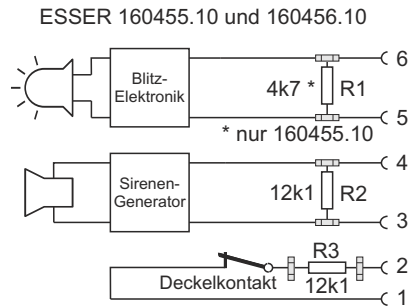 ESSER 160455.10 und 160456.10
6
Blitz-
Elektronik
4k7 * R1
5
* nur 160455.10
4
Sirenen-
Generator
12k1 R2
3
R3
2
Deckelkontakt 12k1
1